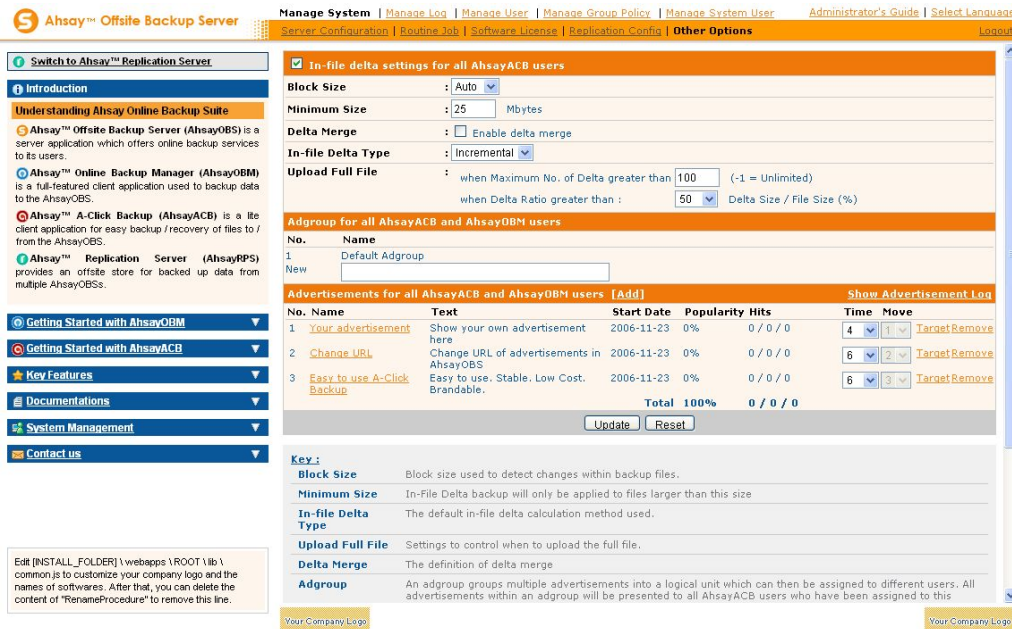 Ahsay™ Offsite Backup Server
Manage System | Manage Log | Manage User | Manage Group Policy | Manage System User
Administrator's Guide | Select Language
Server Configuration | Routine Job | Software License | Replication Config | Other Options
Logout
Switch to Ahsay™ Replication Server
Introduction
Understanding Ahsay Online Backup Suite
Ahsay™ Offsite Backup Server (AhsayOBS) is a
server application which offers online backup services
to its users.
Ahsay™ Online Backup Manager (AhsayOBM)
is a full-featured client application used to backup data
to the AhsayOBS.
Ahsay™ A-Click Backup (AhsayACB) is a lite
client application for easy backup / recovery of files to /
from the AhsayOBS.
Ahsay™ Replication Server (AhsayRPS)
provides an offsite store for backed up data from
multiple AhsayOBSs.
Getting Started with AhsayOBM
Getting Started with AhsayACB
Key Features
Documentations
System Management
Contact us
Edit [INSTALL_FOLDER] \ webapps \ ROOT \ lib \
common.js to customize your company logo and the
names of softwares. After that, you can delete the
content of "RenameProcedure" to remove this line.
In-file delta settings for all AhsayACB users
Block Size : Auto
Minimum Size : 25 Mbytes
Delta Merge : Enable delta merge
In-file Delta Type : Incremental
Upload Full File : when Maximum No. of Delta greater than 100 (-1 = Unlimited)
when Delta Ratio greater than : 50 Delta Size / File Size (%)
Adgroup for all AhsayACB and AhsayOBM users
No. Name
1 Default Adgroup
New
Advertisements for all AhsayACB and AhsayOBM users [Add] Show Advertisement Log
No. Name Text Start Date Popularity Hits Time Move
1 Your advertisement Show your own advertisement here 2006-11-23 0% 0 / 0 / 0 4 1 Target Remove
2 Change URL Change URL of advertisements in AhsayOBS 2006-11-23 0% 0 / 0 / 0 6 2 Target Remove
3 Easy to use A-Click Backup Easy to use. Stable. Low Cost. Brandable. 2006-11-23 0% 0 / 0 / 0 6 3 Target Remove
Total 100% 0 / 0 / 0
Update Reset
Key :
Block Size Block size used to detect changes within backup files.
Minimum Size In-File Delta backup will only be applied to files larger than this size
In-file Delta Type The default in-file delta calculation method used.
Upload Full File Settings to control when to upload the full file.
Delta Merge The definition of delta merge
Adgroup An adgroup groups multiple advertisements into a logical unit which can then be assigned to different users. All
advertisements within an adgroup will be presented to all AhsayACB users who have been assigned to this
Your Company Logo
Your Company Logo